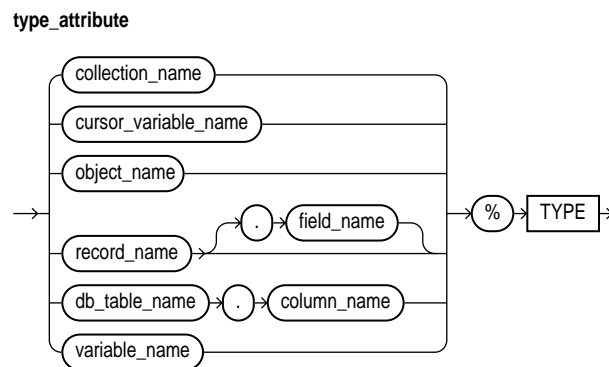 type_attribute
collection_name
cursor_variable_name
object_name
% TYPE
. field_name
record_name
db_table_name . column_name
variable_name